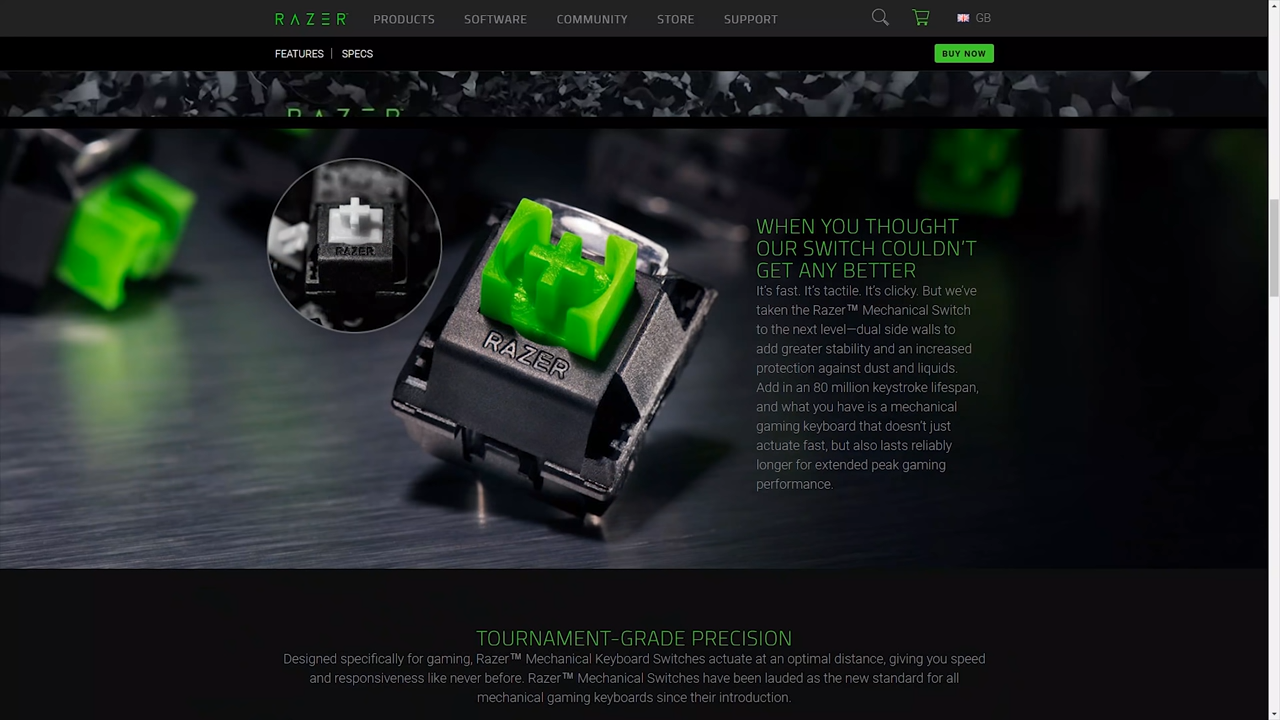 RAZER PRODUCTS SOFTWARE COMMUNITY STORE SUPPORT GB
FEATURES | SPECS BUY NOW
RAZER
RAZER
RAZER
WHEN YOU THOUGHT
OUR SWITCH COULDN'T
GET ANY BETTER
It's fast. It's tactile. It's clicky. But we've
taken the Razer™ Mechanical Switch
to the next level—dual side walls to
add greater stability and an increased
protection against dust and liquids.
Add in an 80 million keystroke lifespan,
and what you have is a mechanical
gaming keyboard that doesn't just
actuate fast, but also lasts reliably
longer for extended peak gaming
performance.
TOURNAMENT-GRADE PRECISION
Designed specifically for gaming, Razer™ Mechanical Keyboard Switches actuate at an optimal distance, giving you speed
and responsiveness like never before. Razer™ Mechanical Switches have been lauded as the new standard for all
mechanical gaming keyboards since their introduction.